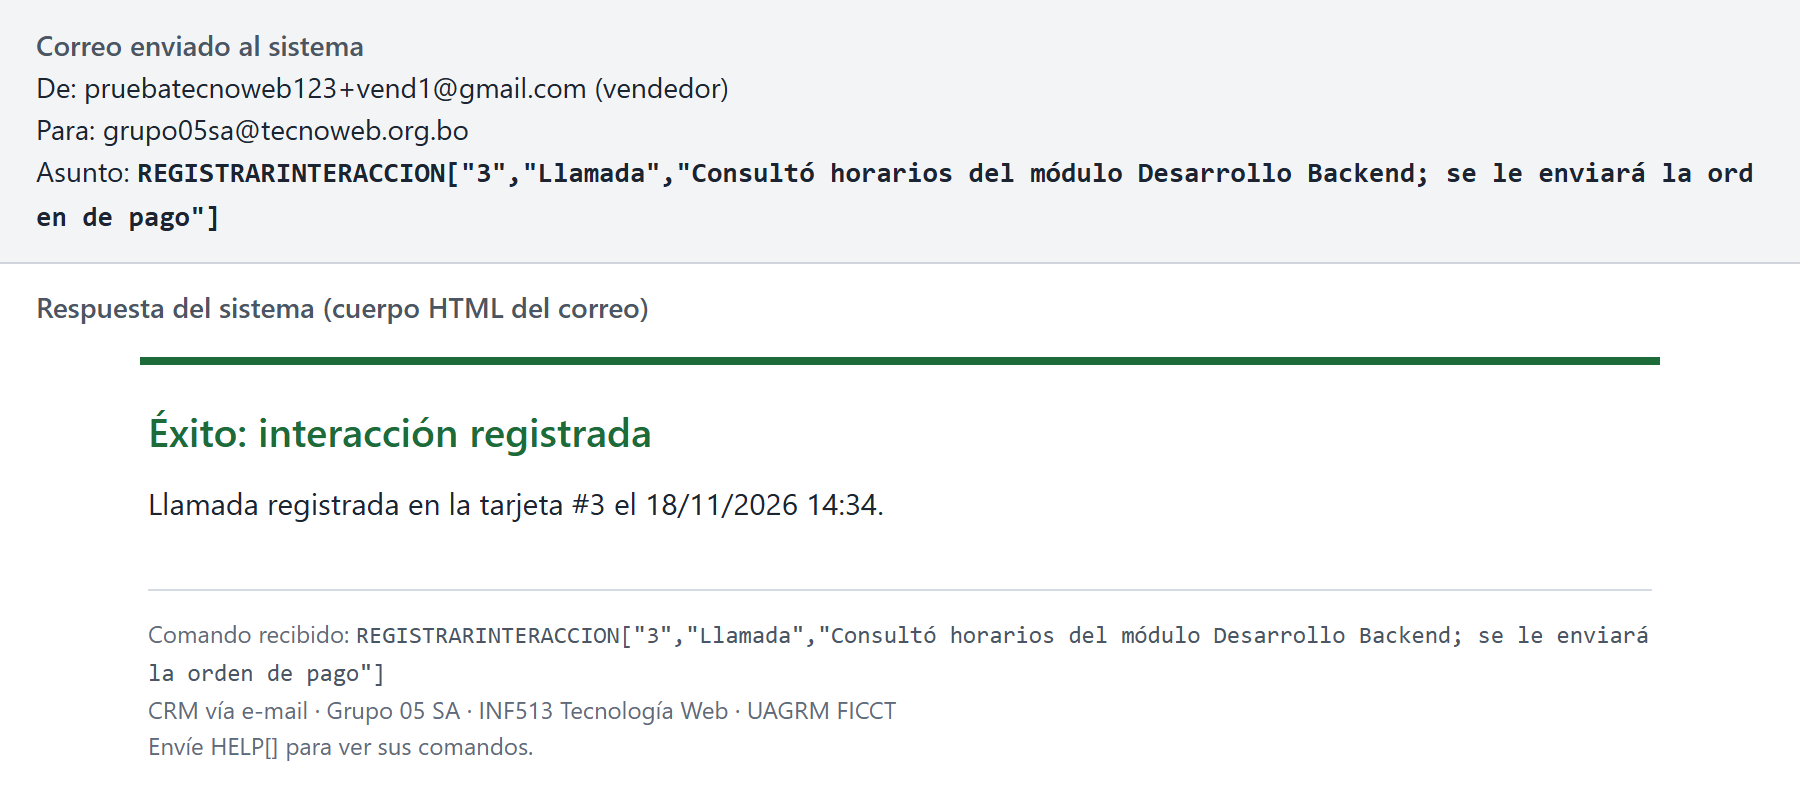 Correo enviado al sistema
De: pruebatecnoweb123+vend1@gmail.com (vendedor)
Para: grupo05sa@tecnoweb.org.bo
Asunto: REGISTRARINTERACCION["3","Llamada","Consultó horarios del módulo Desarrollo Backend; se le enviará la ord
en de pago"]
Respuesta del sistema (cuerpo HTML del correo)
Éxito: interacción registrada
Llamada registrada en la tarjeta #3 el 18/11/2026 14:34.
Comando recibido: REGISTRARINTERACCION["3","Llamada","Consultó horarios del módulo Desarrollo Backend; se le enviará
la orden de pago"]
CRM vía e-mail · Grupo 05 SA · INF513 Tecnología Web · UAGRM FICCT
Envíe HELP[] para ver sus comandos.